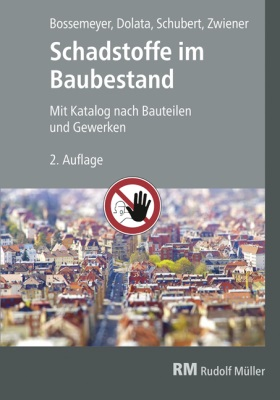 Bossemeyer, Dolata, Schubert, Zwiener
Schadstoffe im
Baubestand
Mit Katalog nach Bauteilen
und Gewerken
2. Auflage
RM Rudolf Müller